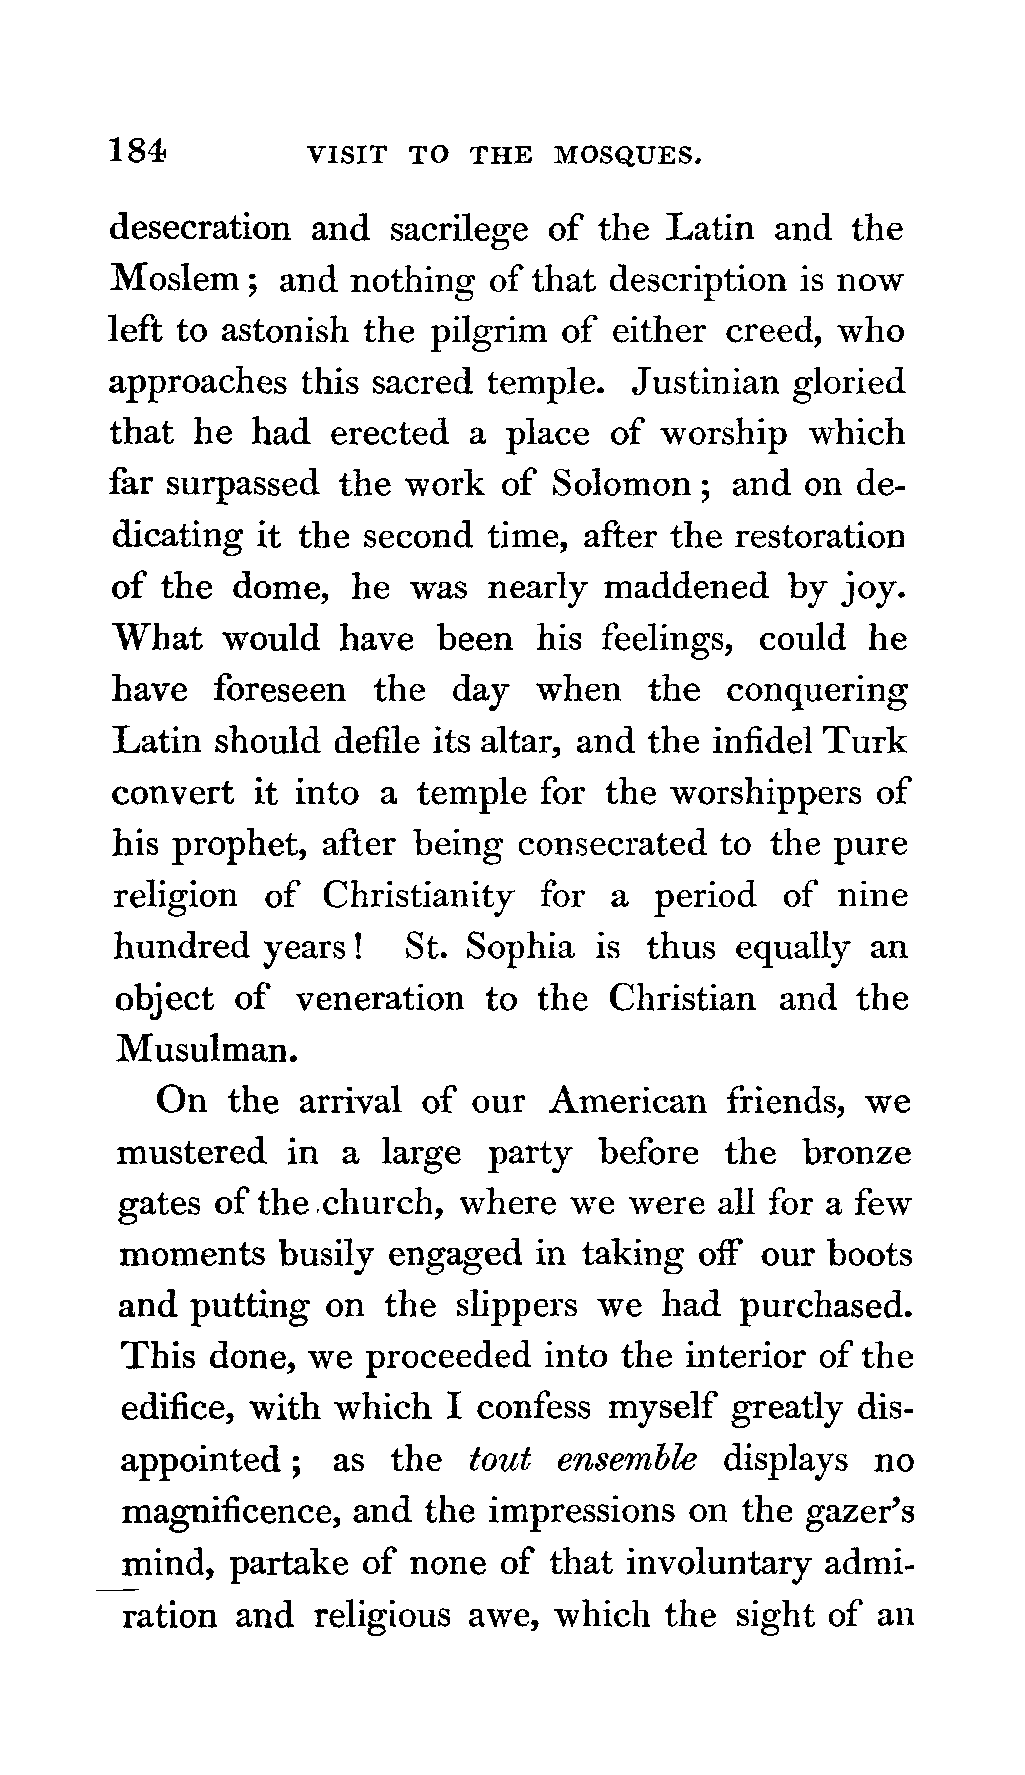 184 VISIT TO THE MOSQUES.
desecration and sacrilege of the Latin and the
Moslem ; and nothing of that description is now
left to astonish the pilgrim of either creed, who
approaches this sacred temple. Justinian gloried
that he had erected a place of worship which
far surpassed the work of Solomon ; and on de-
dicating it the second time, after the restoration
of the dome, he was nearly maddened by joy.
What would have been his feelings, could he
have foreseen the day when the conquering
Latin should defile its altar, and the infidel Turk
convert it into a temple for the worshippers of
his prophet, after being consecrated to the pure
religion of Christianity for a period of nine
hundred years ! St. Sophia is thus equally an
object of veneration to the Christian and the
Musulman.
On the arrival of our American friends, we
mustered in a large party before the bronze
gates of the church, where we were all for a few
moments busily engaged in taking off our boots
and putting on the slippers we had purchased.
This done, we proceeded into the interior of the
edifice, with which I confess myself greatly dis-
appointed ; as the tout ensemble displays no
magnificence, and the impressions on the gazer's
mind, partake of none of that involuntary admi-
ration and religious awe, which the sight of an